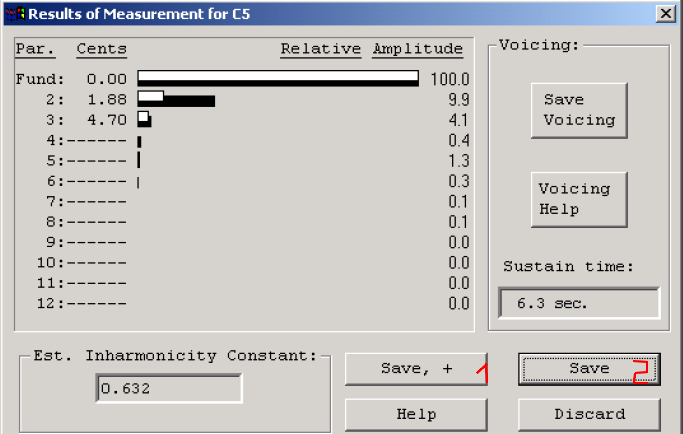 Results of Measurement for C5
Par. Cents Relative Amplitude
Fund: 0.00 100.0
2: 1.88 9.9
3: 4.70 4.1
4:------ 0.4
5:------ 1.3
6:------ 0.3
7:------ 0.1
8:------ 0.1
9:------ 0.0
10:------ 0.0
11:------ 0.0
12:------ 0.0
Voicing:
Save
Voicing
Voicing
Help
Sustain time:
6.3 sec.
Est. Inharmonicity Constant:
0.632
Save, + 1
Save 2
Help
Discard